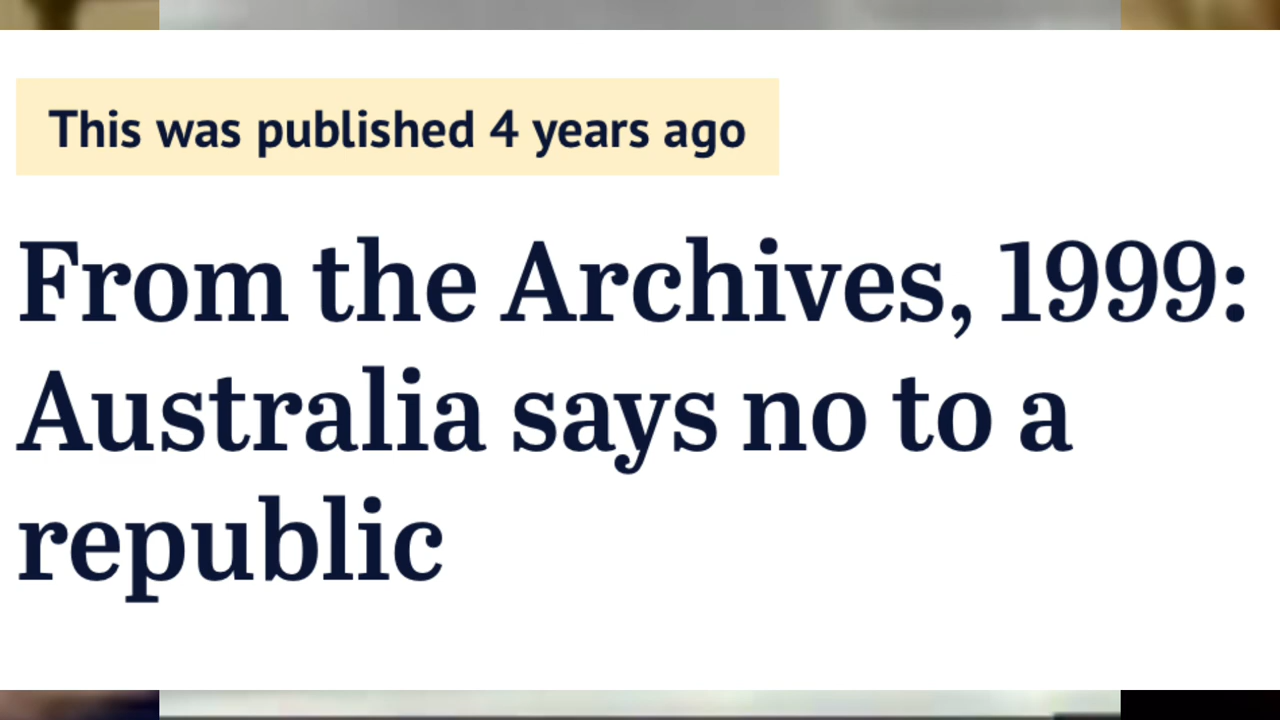 This was published 4 years ago
From the Archives, 1999:
Australia says no to a
republic